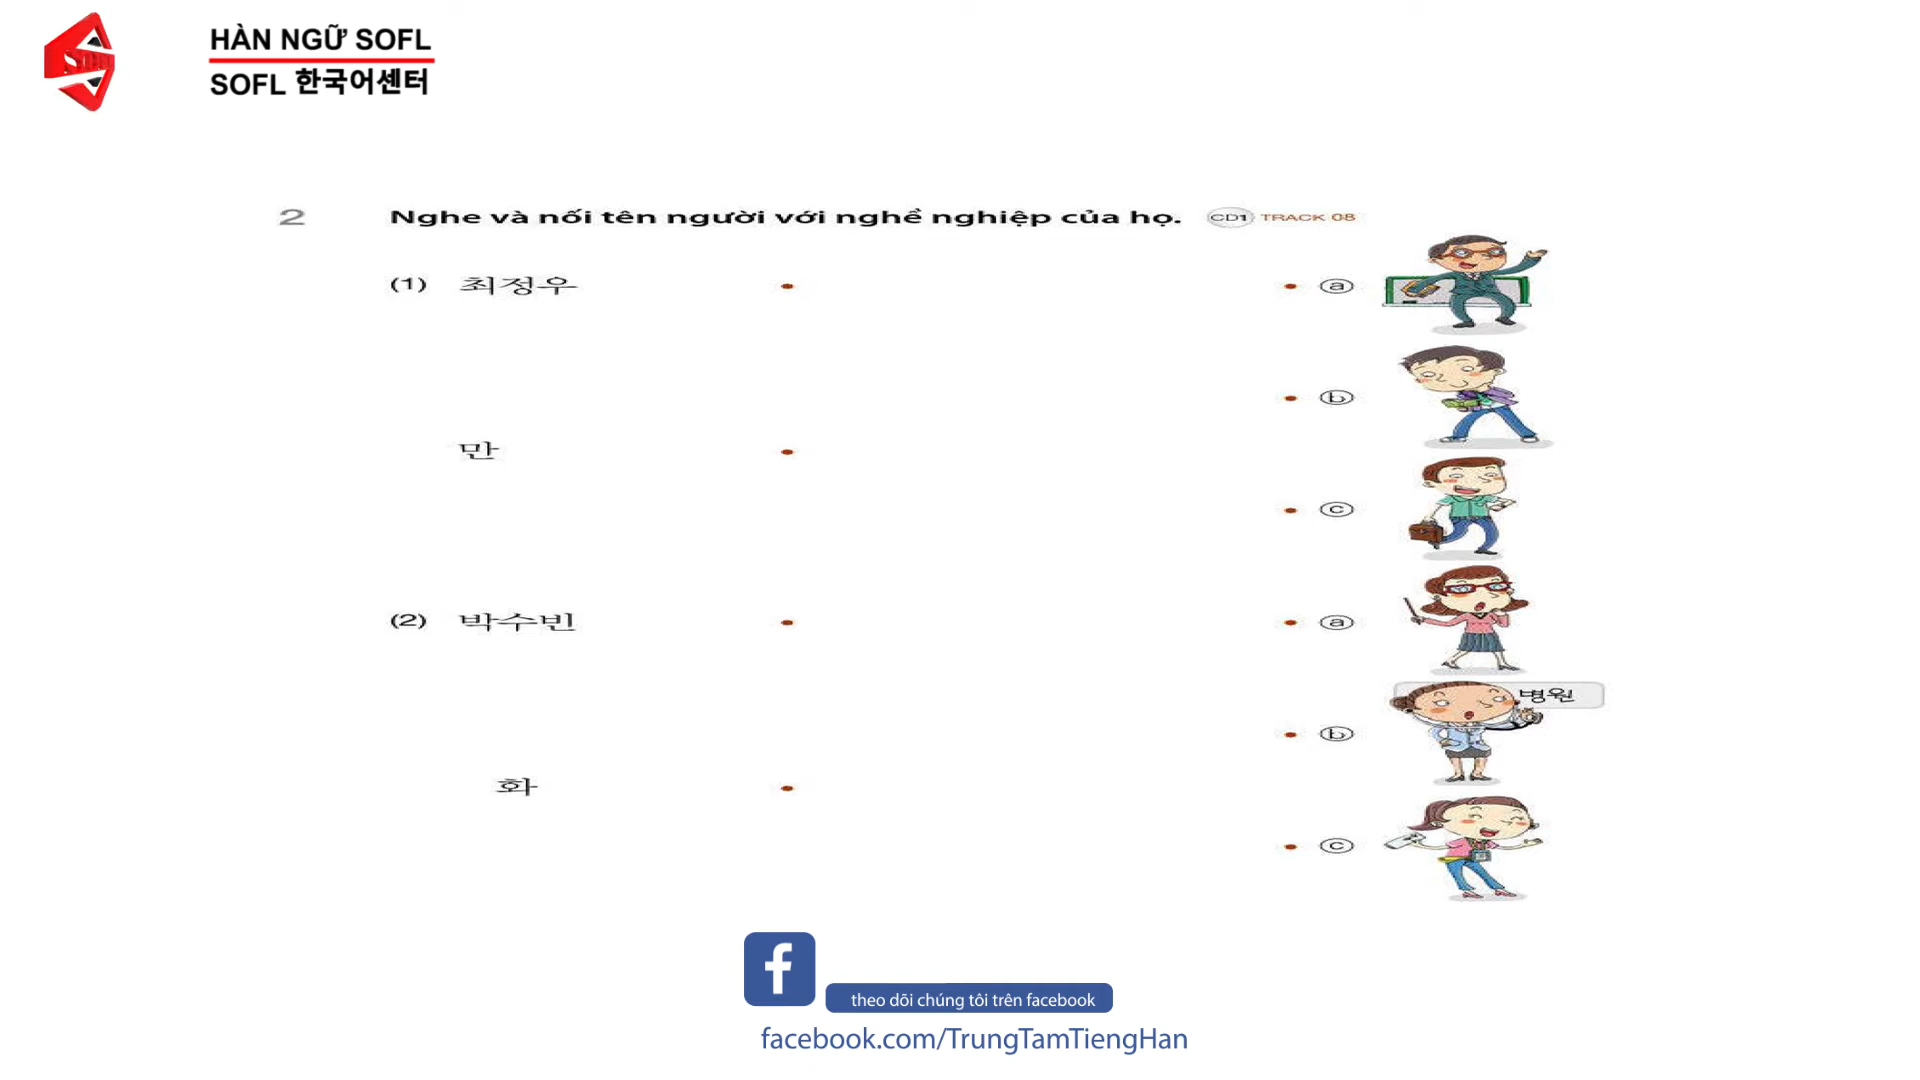 HÀN NGỮ SOFL
SOFL 한국어센터
2 Nghe và nối tên người với nghề nghiệp của họ. CD1 TRACK 08
(1) 최정우 • • ⓐ
• ⓑ
만 •
• ⓒ
(2) 박수빈 • • ⓐ
병원
• ⓑ
화 •
• ⓒ
f
theo dõi chúng tôi trên facebook
facebook.com/TrungTamTiengHan